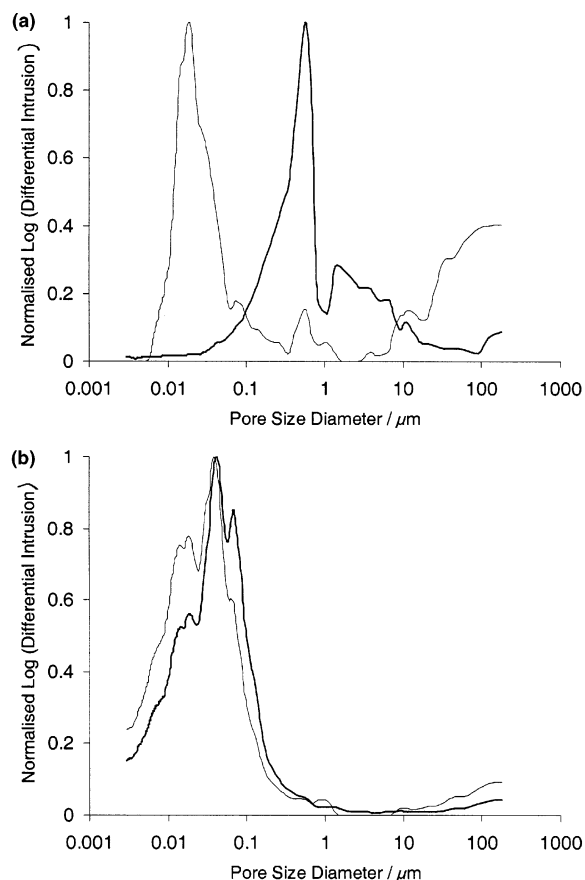 (a)
Normalised Log (Differential Intrusion)
1
0.8
0.6
0.4
0.2
0
0.001 0.01 0.1 1 10 100 1000
Pore Size Diameter / μm
(b)
Normalised Log (Differential Intrusion)
1
0.8
0.6
0.4
0.2
0
0.001 0.01 0.1 1 10 100 1000
Pore Size Diameter / μm